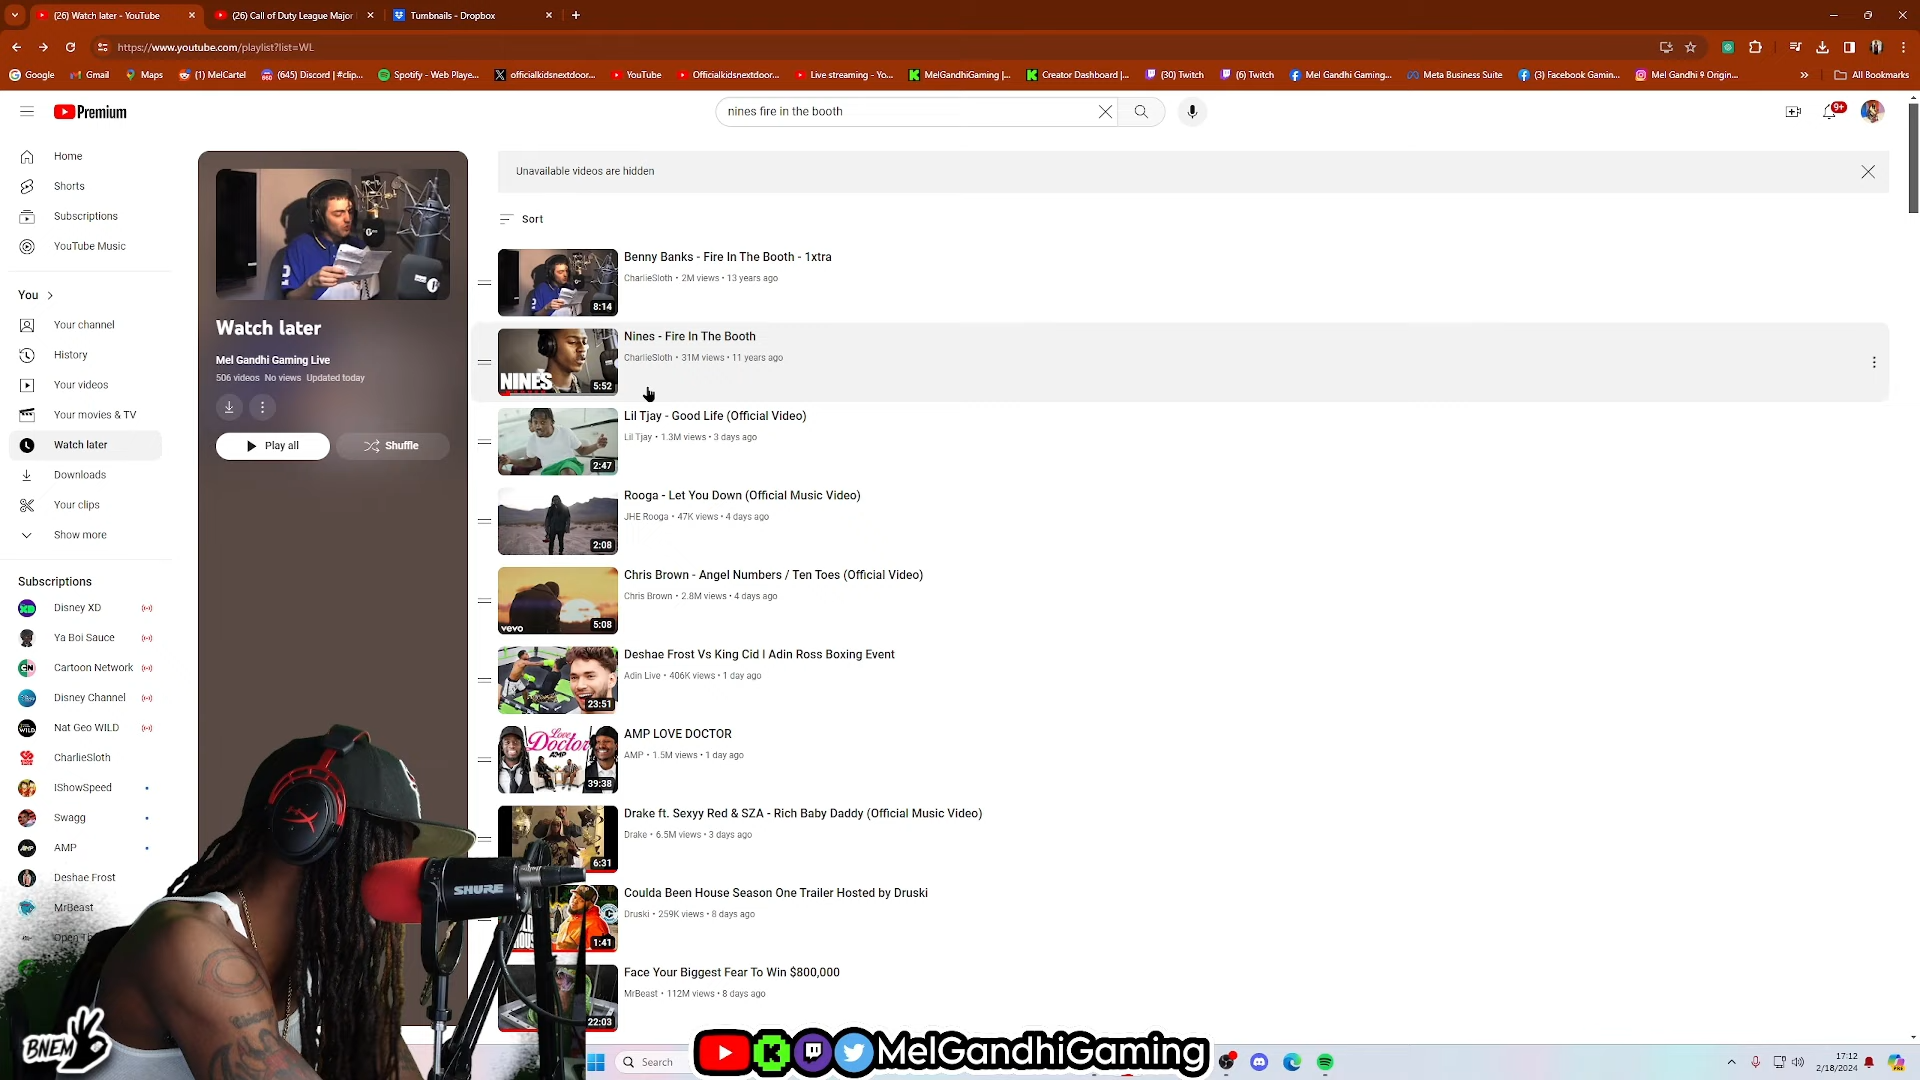 (26) Watch later - YouTube
(26) Call of Duty League Major
Tumbnails - Dropbox
https://www.youtube.com/playlist?list=WL
Google
Gmail
Maps
(1) MelCartel
(645) Discord | #clip...
Spotify - Web Playe...
officialkidsnextdoor...
YouTube
Officialkidsnextdoor...
Live streaming - Yo...
MelGandhiGaming |...
Creator Dashboard |...
(30) Twitch
(6) Twitch
Mel Gandhi Gaming...
Meta Business Suite
(3) Facebook Gamin...
Mel Gandhi ♀ Origin...
All Bookmarks
Premium
nines fire in the booth
9+
Home
Shorts
Subscriptions
YouTube Music
You
Your channel
History
Your videos
Your movies & TV
Watch later
Downloads
Your clips
Show more
Subscriptions
Disney XD
Ya Boi Sauce
Cartoon Network
Disney Channel
Nat Geo WILD
CharlieSloth
IShowSpeed
Swagg
AMP
Deshae Frost
MrBeast
Watch later
Mel Gandhi Gaming Live
506 videos No views Updated today
Play all
Shuffle
Unavailable videos are hidden
Sort
Benny Banks - Fire In The Booth - 1xtra
CharlieSloth • 2M views • 13 years ago
8:14
Nines - Fire In The Booth
CharlieSloth • 31M views • 11 years ago
NINES
5:52
Lil Tjay - Good Life (Official Video)
Lil Tjay • 1.3M views • 3 days ago
2:47
Rooga - Let You Down (Official Music Video)
JHE Rooga • 47K views • 4 days ago
2:08
Chris Brown - Angel Numbers / Ten Toes (Official Video)
Chris Brown • 2.8M views • 4 days ago
vevo
5:08
Deshae Frost Vs King Cid | Adin Ross Boxing Event
Adin Live • 406K views • 1 day ago
23:51
AMP LOVE DOCTOR
AMP • 1.5M views • 1 day ago
Love Doctor
AMP
39:38
Drake ft. Sexyy Red & SZA - Rich Baby Daddy (Official Music Video)
Drake • 6.5M views • 3 days ago
6:31
Coulda Been House Season One Trailer Hosted by Druski
Druski • 259K views • 8 days ago
1:41
Face Your Biggest Fear To Win $800,000
MrBeast • 112M views • 8 days ago
22:03
SHURE
BNEM
Search
MelGandhiGaming
17:12
2/18/2024